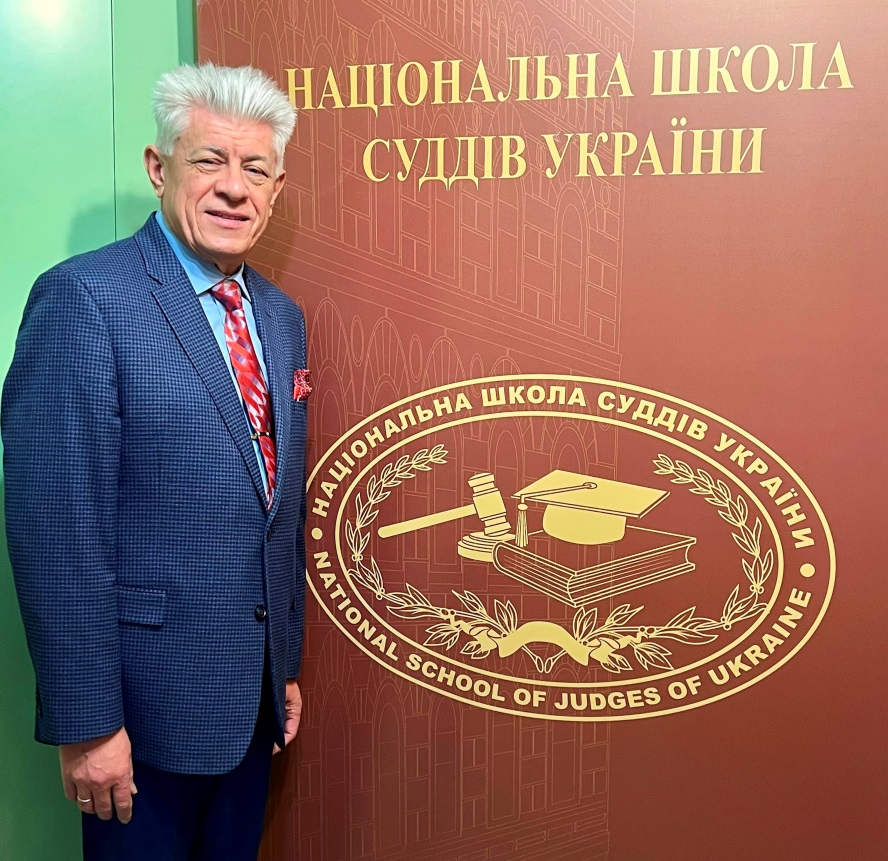 НАЦІОНАЛЬНА ШКОЛА
СУДДІВ УКРАЇНИ
НАЦІОНАЛЬНА ШКОЛА СУДДІВ УКРАЇНИ
NATIONAL SCHOOL OF JUDGES OF UKRAINE